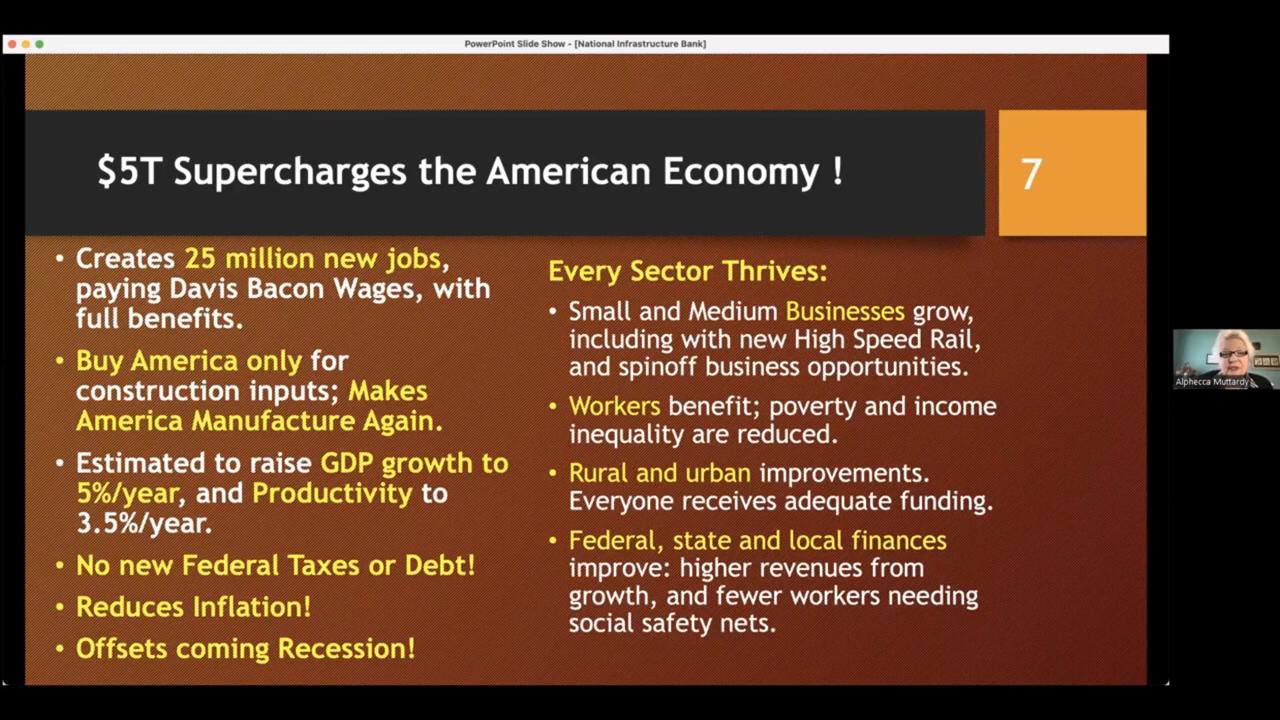 PowerPoint Slide Show - [National Infrastructure Bank]
$5T Supercharges the American Economy !
7
• Creates 25 million new jobs,
paying Davis Bacon Wages, with
full benefits.
• Buy America only for
construction inputs; Makes
America Manufacture Again.
• Estimated to raise GDP growth to
5%/year, and Productivity to
3.5%/year.
• No new Federal Taxes or Debt!
• Reduces Inflation!
• Offsets coming Recession!
Every Sector Thrives:
• Small and Medium Businesses grow,
including with new High Speed Rail,
and spinoff business opportunities.
• Workers benefit; poverty and income
inequality are reduced.
• Rural and urban improvements.
Everyone receives adequate funding.
• Federal, state and local finances
improve: higher revenues from
growth, and fewer workers needing
social safety nets.
Alphecca Muttardy